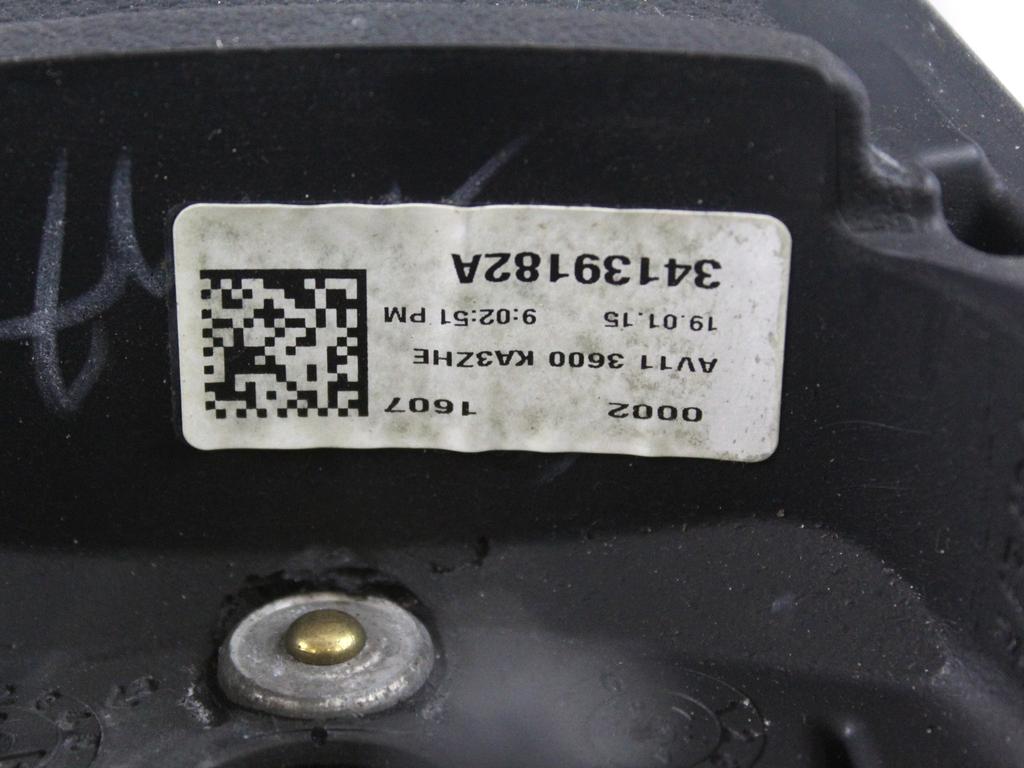 0002 1607
AV11 3600 KA3ZHE
19.01.15 9:02:51 PM
34139182A